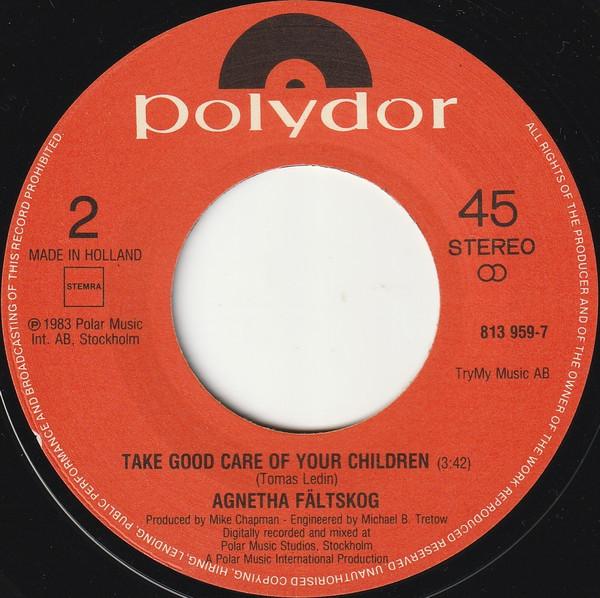 polydor
2
MADE IN HOLLAND
STEMRA
℗ 1983 Polar Music
Int. AB, Stockholm
45
STEREO
813 959-7
TryMy Music AB
TAKE GOOD CARE OF YOUR CHILDREN (3:42)
(Tomas Ledin)
AGNETHA FÄLTSKOG
Produced by Mike Chapman - Engineered by Michael B. Tretow
Digitally recorded and mixed at
Polar Music Studios, Stockholm
A Polar Music International Production
ALL RIGHTS OF THE PRODUCER AND OF THE OWNER OF THE WORK REPRODUCED RESERVED UNAUTHORISED COPYING, HIRING, LENDING, PUBLIC PERFORMANCE AND BROADCASTING OF THIS RECORD PROHIBITED.